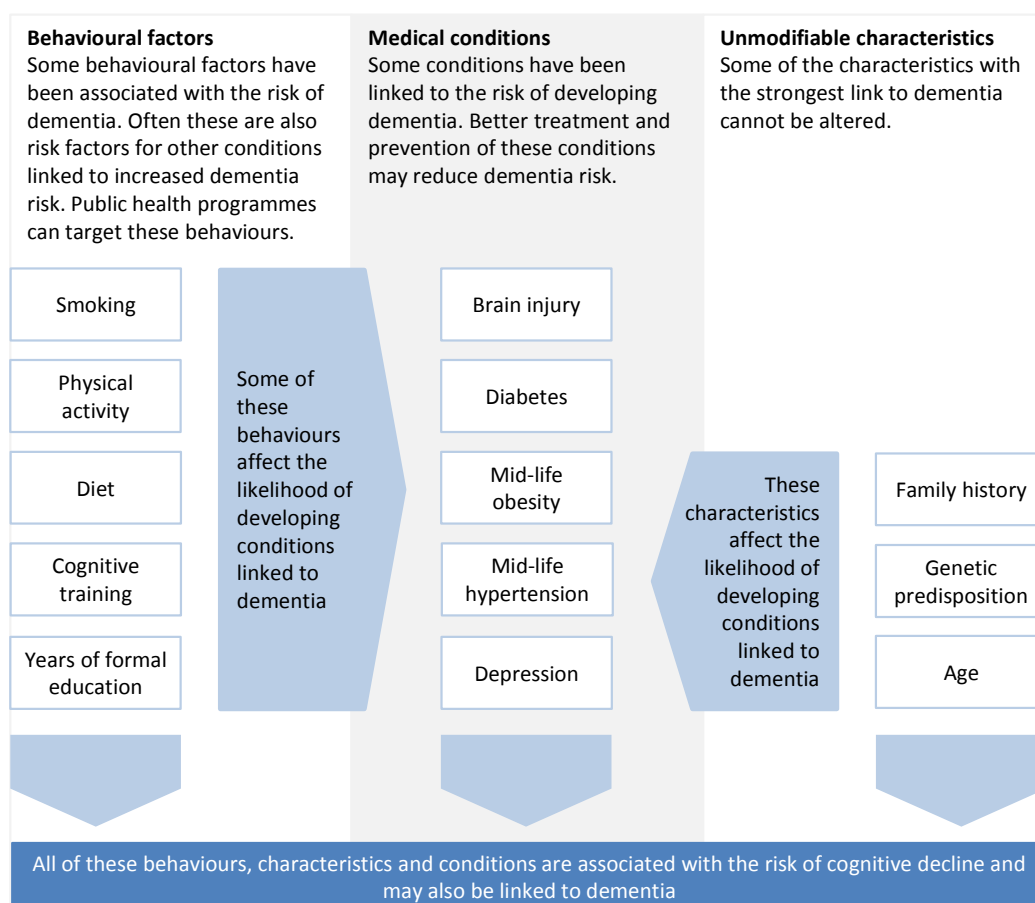 Behavioural factors
Some behavioural factors have
been associated with the risk of
dementia. Often these are also
risk factors for other conditions
linked to increased dementia
risk. Public health programmes
can target these behaviours.
Medical conditions
Some conditions have been
linked to the risk of developing
dementia. Better treatment and
prevention of these conditions
may reduce dementia risk.
Unmodifiable characteristics
Some of the characteristics with
the strongest link to dementia
cannot be altered.
Smoking
Physical
activity
Diet
Cognitive
training
Years of formal
education
Some of
these
behaviours
affect the
likelihood of
developing
conditions
linked to
dementia
Brain injury
Diabetes
Mid-life
obesity
Mid-life
hypertension
Depression
These
characteristics
affect the
likelihood of
developing
conditions
linked to
dementia
Family history
Genetic
predisposition
Age
All of these behaviours, characteristics and conditions are associated with the risk of cognitive decline and
may also be linked to dementia